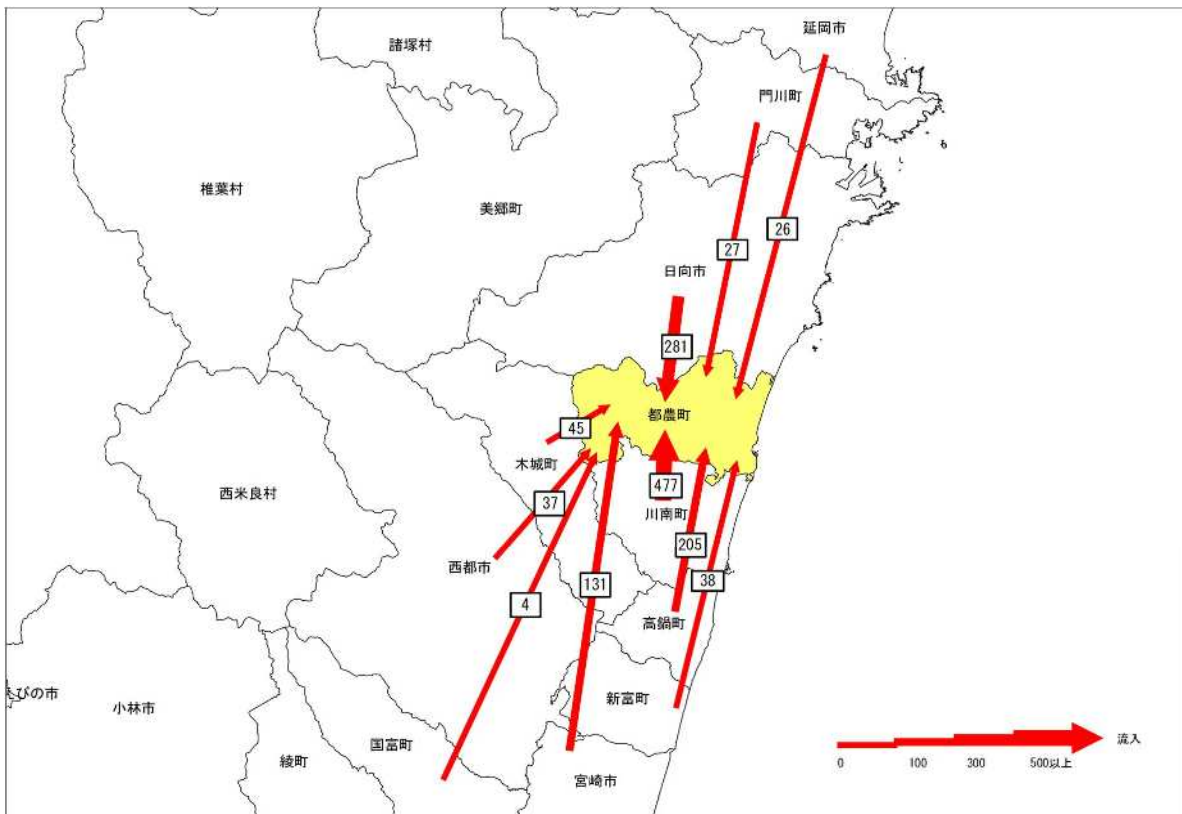 延岡市
諸塚村
門川町
椎葉村
美郷町
26
27
日向市
281
都農町
45
木城町
477
西米良村
37
川南町
205
西都市
38
131
4
高鍋町
びの市
新富町
小林市
国富町
綾町
宮崎市
流入
0 100 300 500以上